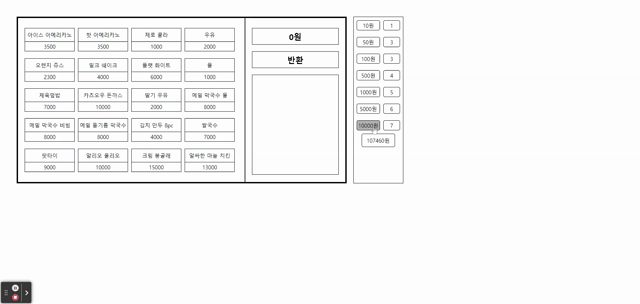 아이스 아메리카노 핫 아메리카노 제로 콜라 우유
3500 3500 1000 2000
오렌지 쥬스 밀크 쉐이크 플랫 화이트 물
2300 4000 6000 1000
제육덮밥 카츠오우 돈까스 딸기 우유 메밀 막국수 물
7000 10000 2000 8000
메밀 막국수 비빔 메밀 들기름 막국수 김치 만두 8pc 쌀국수
8000 8000 4000 7000
팟타이 알리오 올리오 크림 봉골레 알싸한 마늘 치킨
9000 10000 15000 13000
0원
반환
10원 1
50원 3
100원 3
500원 4
1000원 5
5000원 6
10000원 7
107460원